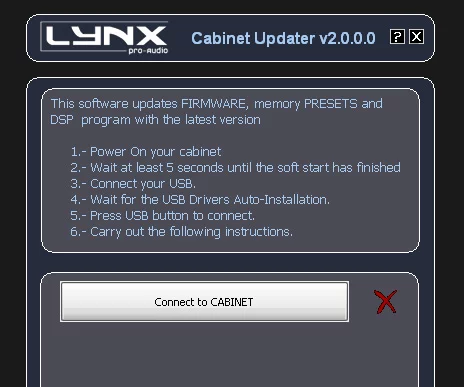 LYNX
pro-audio
Cabinet Updater v2.0.0.0
? X
This software updates FIRMWARE, memory PRESETS and
DSP program with the latest version
1.- Power On your cabinet
2.- Wait at least 5 seconds until the soft start has finished
3.- Connect your USB.
4.- Wait for the USB Drivers Auto-Installation.
5.- Press USB button to connect.
6.- Carry out the following instructions.
Connect to CABINET